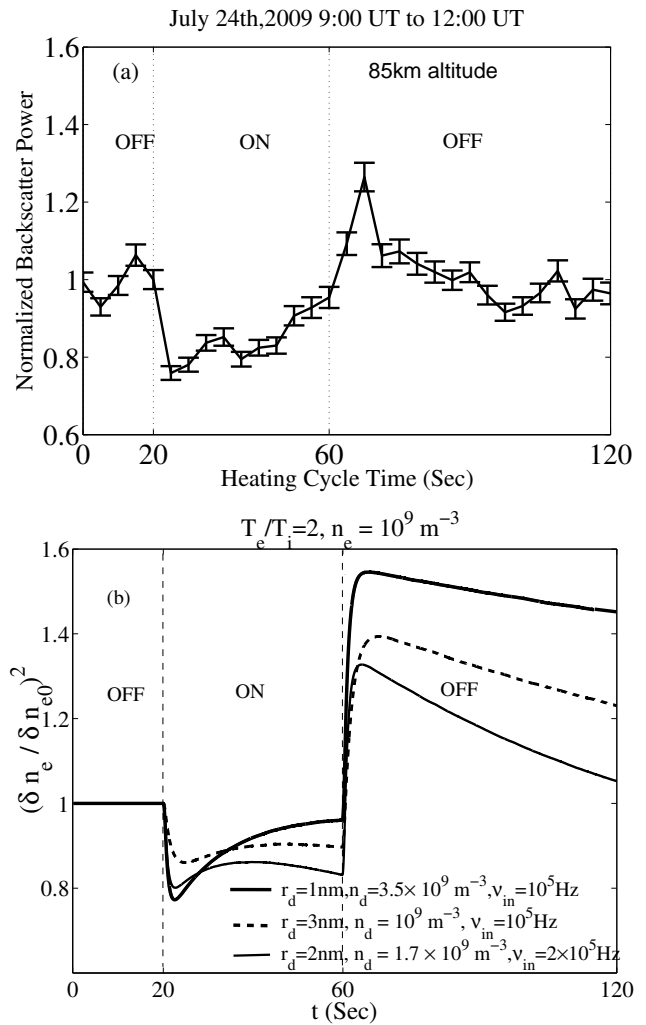 July 24th,2009 9:00 UT to 12:00 UT
1.6
(a)
85km altitude
1.4
OFF
ON
OFF
1.2
1
0.8
0.6
0
20
60
120
Normalized Backscatter Power
Heating Cycle Time (Sec)
T_e/T_i=2, n_e = 10^9 m^-3
1.6
(b)
1.4
OFF
ON
OFF
1.2
1
0.8
(δ n_e / δ n_e0)^2
r_d=1nm,n_d=3.5× 10^9 m^-3,ν_in=10^5Hz
r_d=3nm, n_d = 10^9 m^-3, ν_in=10^5Hz
r_d=2nm, n_d = 1.7 × 10^9 m^-3,ν_in=2×10^5Hz
0
20
60
120
t (Sec)